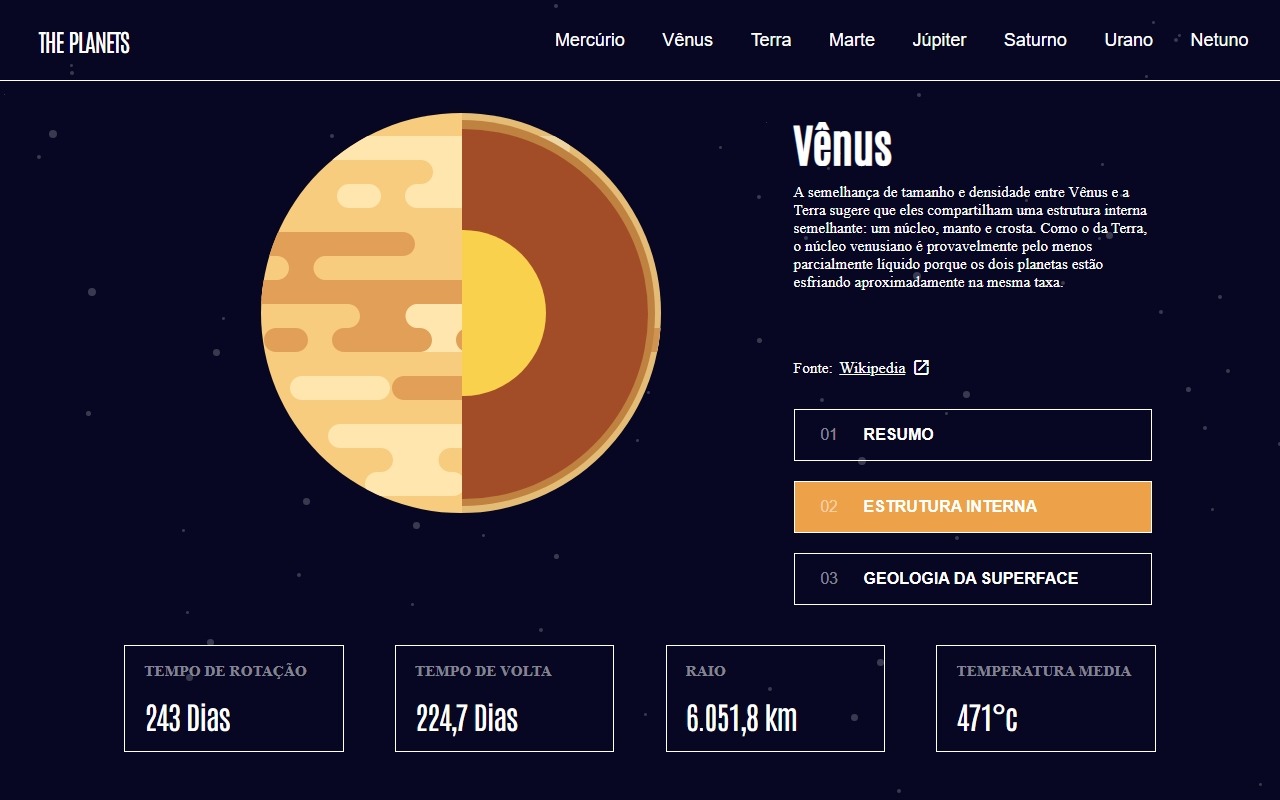 THE PLANETS
Mercúrio Vênus Terra Marte Júpiter Saturno Urano Netuno
Vênus
A semelhança de tamanho e densidade entre Vênus e a
Terra sugere que eles compartilham uma estrutura interna
semelhante: um núcleo, manto e crosta. Como o da Terra,
o núcleo venusiano é provavelmente pelo menos
parcialmente líquido porque os dois planetas estão
esfriando aproximadamente na mesma taxa.
Fonte: Wikipedia
01 RESUMO
02 ESTRUTURA INTERNA
03 GEOLOGIA DA SUPERFACE
TEMPO DE ROTAÇÃO
243 Dias
TEMPO DE VOLTA
224,7 Dias
RAIO
6.051,8 km
TEMPERATURA MEDIA
471°c